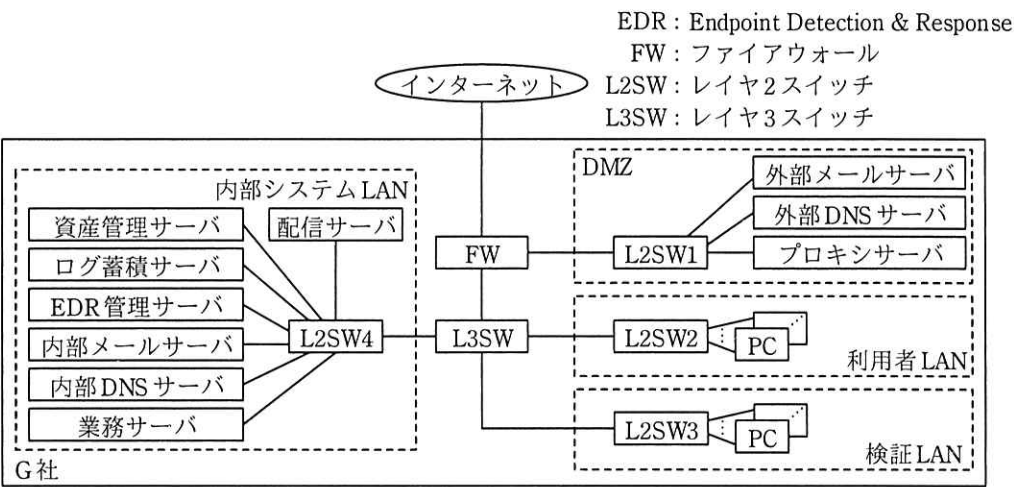 EDR : Endpoint Detection & Response
FW : ファイアウォール
L2SW : レイヤ2スイッチ
L3SW : レイヤ3スイッチ
インターネット
内部システムLAN
資産管理サーバ
配信サーバ
ログ蓄積サーバ
EDR管理サーバ
内部メールサーバ
内部DNSサーバ
業務サーバ
L2SW4
FW
L3SW
DMZ
外部メールサーバ
外部DNSサーバ
プロキシサーバ
L2SW1
L2SW2
PC
利用者LAN
L2SW3
PC
検証LAN
G社